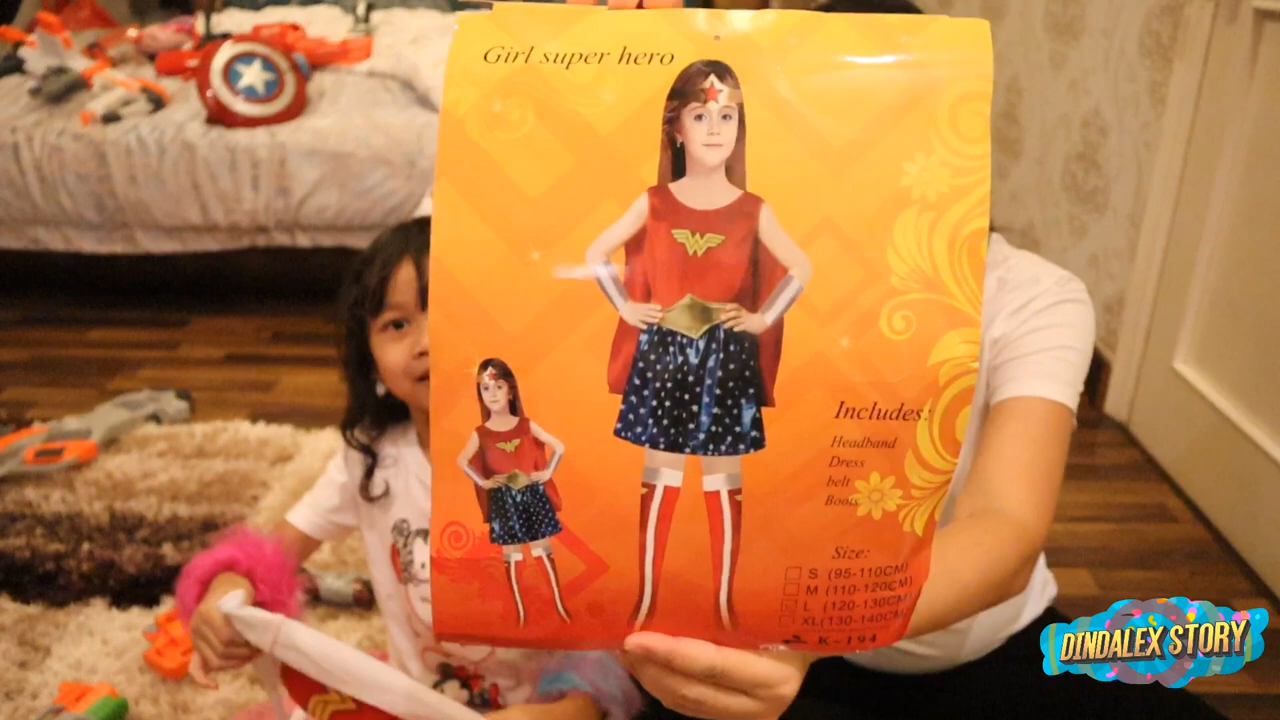 Girl super hero
W
Includes:
Headband
Dress
belt
Boots
Size:
S (95-110CM)
M (110-120CM)
L (120-130CM)
XL(130-140CM)
K-194
DINDALEX STORY